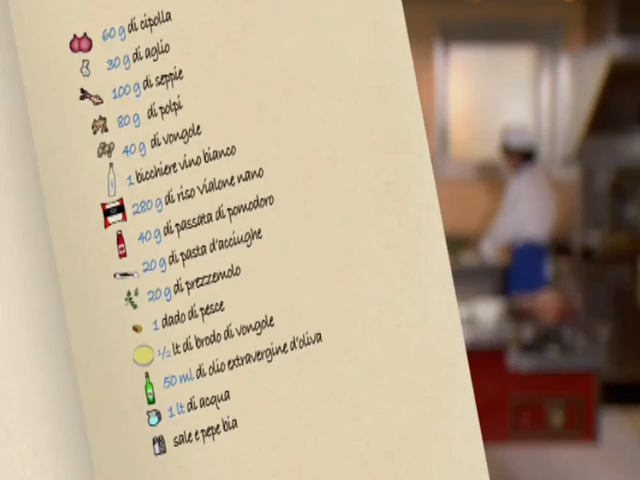 60 g di cipolla
30 g di aglio
100 g di seppie
80 g di polpi
40 g di vongole
1 bicchiere vino bianco
280 g di riso vialone nano
40 g di passata di pomodoro
20 g di pasta d'acciughe
20 g di prezzemolo
1 dado di pesce
1/2 lt di brodo di vongole
50 ml di olio extravergine d'oliva
1 lt di acqua
sale e pepe bia